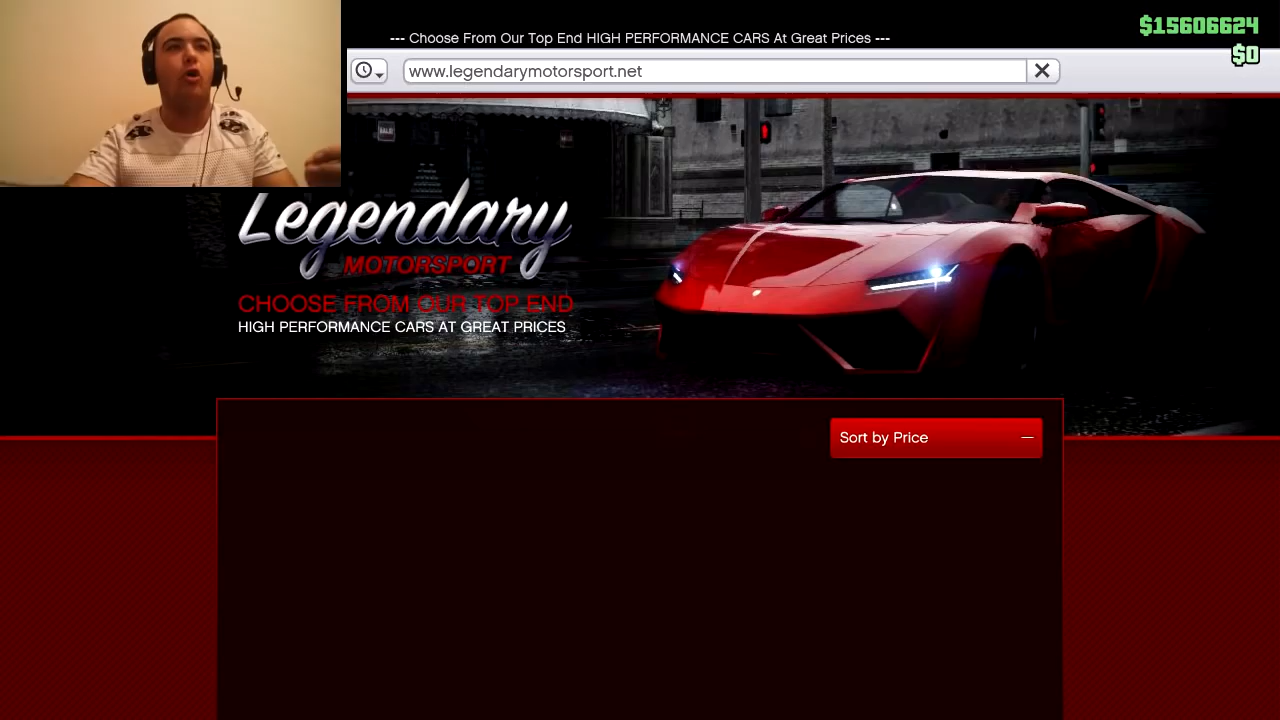 --- Choose From Our Top End HIGH PERFORMANCE CARS At Great Prices ---
$15606624
$0
www.legendarymotorsport.net
SALE!
Legendary
MOTORSPORT
CHOOSE FROM OUR TOP END
HIGH PERFORMANCE CARS AT GREAT PRICES
Sort by Price